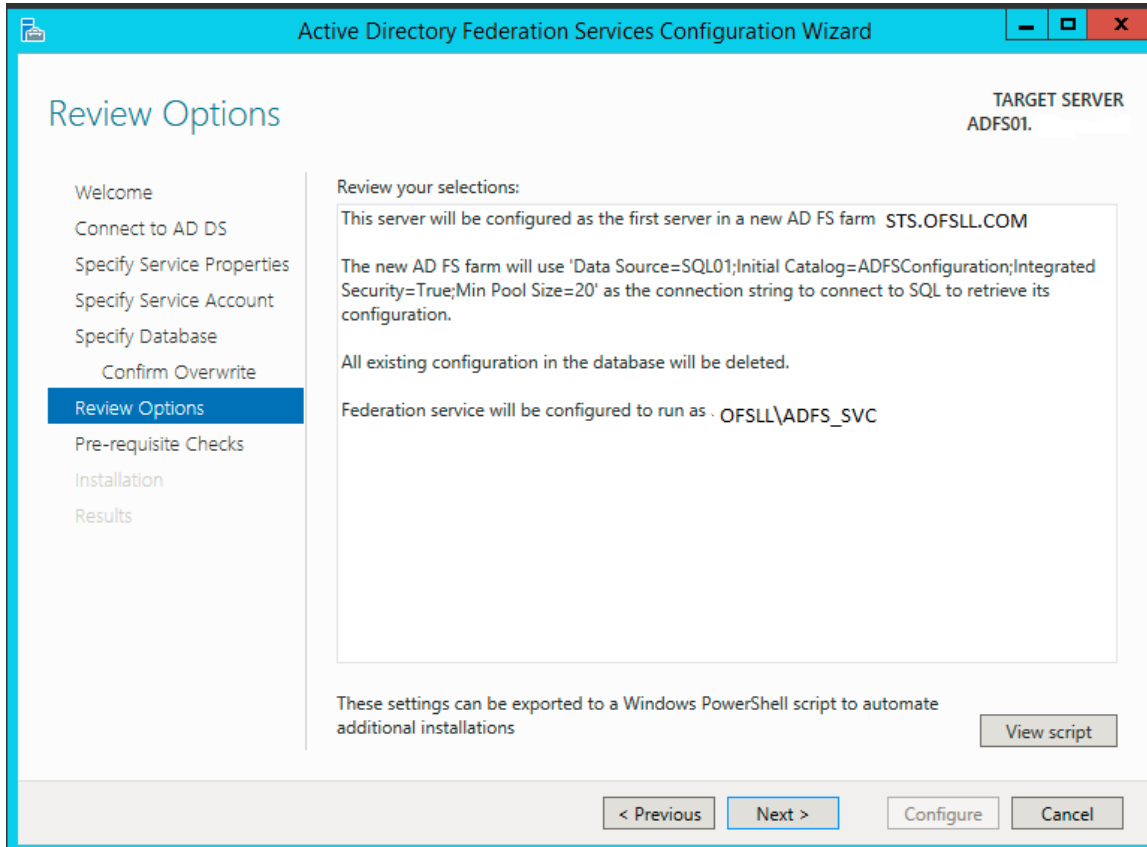 Active Directory Federation Services Configuration Wizard
Review Options
TARGET SERVER
ADFS01.
Welcome
Connect to AD DS
Specify Service Properties
Specify Service Account
Specify Database
Confirm Overwrite
Review Options
Pre-requisite Checks
Installation
Results
Review your selections:
This server will be configured as the first server in a new AD FS farm STS.OFSLL.COM
The new AD FS farm will use 'Data Source=SQL01;Initial Catalog=ADFSConfiguration;Integrated
Security=True;Min Pool Size=20' as the connection string to connect to SQL to retrieve its
configuration.
All existing configuration in the database will be deleted.
Federation service will be configured to run as . OFSLL\ADFS_SVC
These settings can be exported to a Windows PowerShell script to automate
additional installations
View script
< Previous
Next >
Configure
Cancel